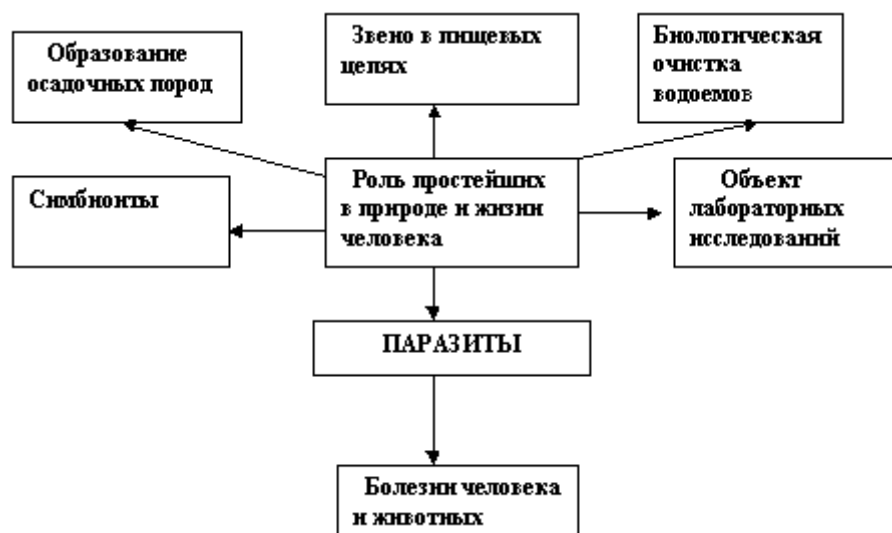 Образование
осадочных пород
Звено в пищевых
цепях
Биологическая
очистка
водоемов
Симбионты
Роль простейших
в природе и жизни
человека
Объект
лабораторных
исследований
ПАРАЗИТЫ
Болезни человека
и животных